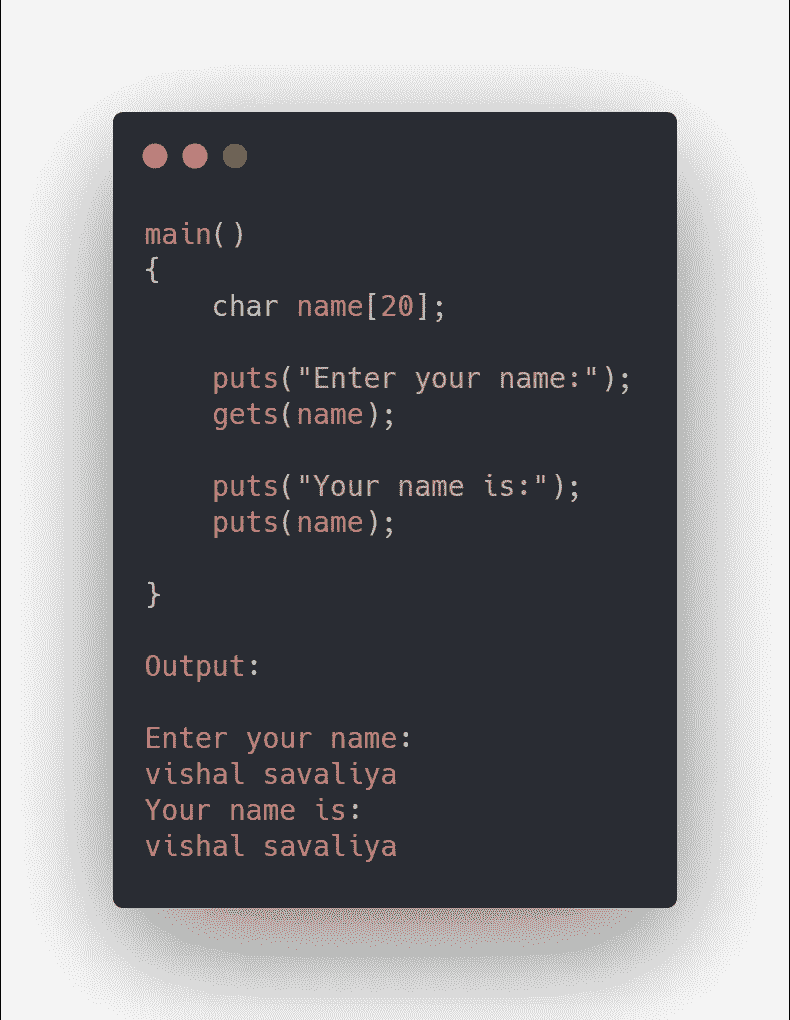 main()
{
    char name[20];
    puts("Enter your name:");
    gets(name);
    puts("Your name is:");
    puts(name);
}
Output:
Enter your name:
vishal savaliya
Your name is:
vishal savaliya